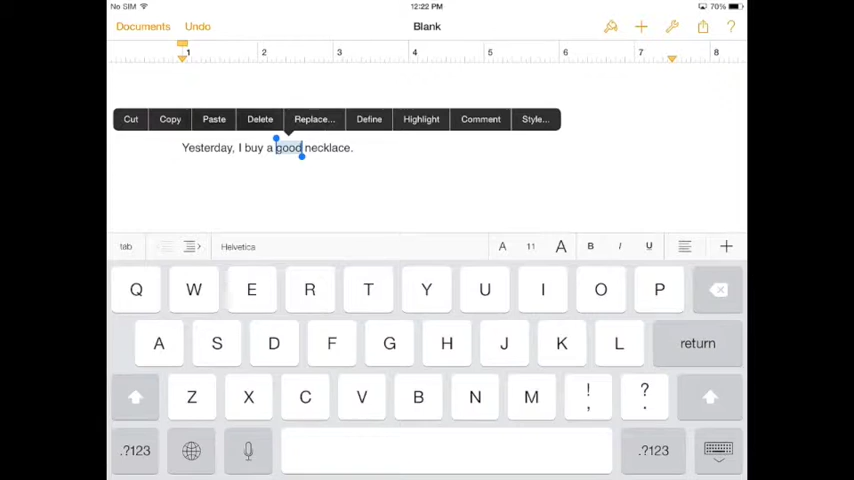 No SIM 12:22 PM 70%
Documents Undo Blank ?
1 2 3 4 5 6 7 8
Cut Copy Paste Delete Replace... Define Highlight Comment Style...
Yesterday, I buy a good necklace.
tab Helvetica A 11 A B I U
Q W E R T Y U I O P
A S D F G H J K L return
Z X C V B N M ! , ? .
.?123 .?123